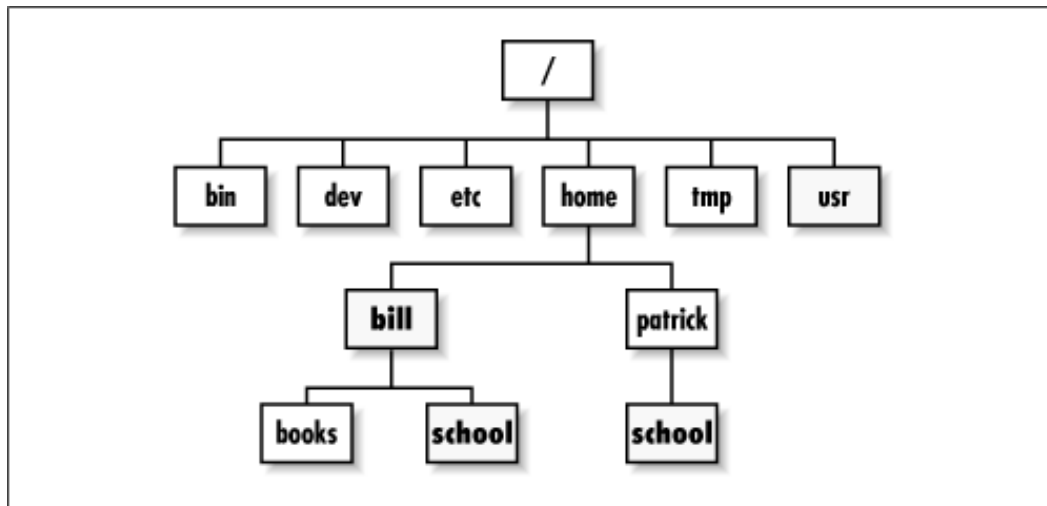 /
bin dev etc home tmp usr
bill patrick
books school school